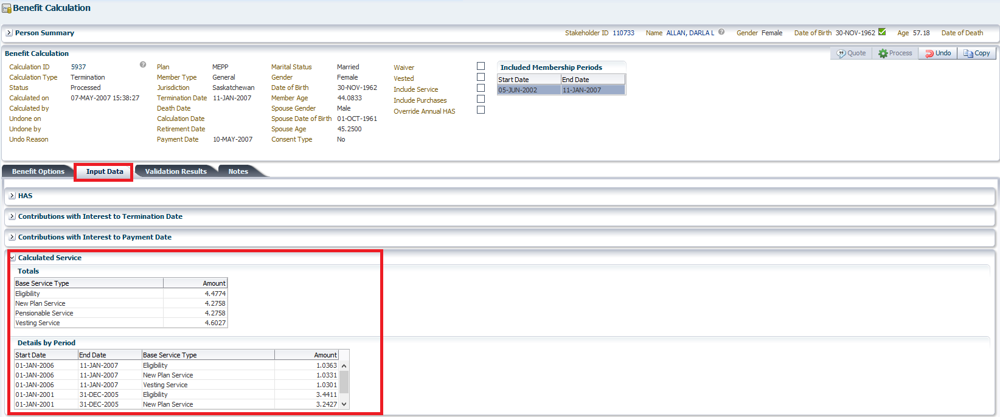 Benefit Calculation
Person Summary Stakeholder ID 110733 Name ALLAN, DARLA L Gender Female Date of Birth 30-NOV-1962 Age 57.18 Date of Death
Benefit Calculation Quote Process Undo Copy
Calculation ID 5937 Plan MEPP Marital Status Married Waiver Included Membership Periods
Calculation Type Termination Member Type General Gender Female Vested Start Date End Date
Status Processed Jurisdiction Saskatchewan Date of Birth 30-NOV-1962 Include Service 05-JUN-2002 11-JAN-2007
Calculated on 07-MAY-2007 15:38:27 Termination Date 11-JAN-2007 Member Age 44.0833 Include Purchases
Calculated by Death Date Spouse Gender Male Override Annual HAS
Undone on Calculation Date Spouse Date of Birth 01-OCT-1961
Undone by Retirement Date Spouse Age 45.2500
Undo Reason Payment Date 10-MAY-2007 Consent Type No
Benefit Options Input Data Validation Results Notes
HAS
Contributions with Interest to Termination Date
Contributions with Interest to Payment Date
Calculated Service
Totals
Base Service Type Amount
Eligibility 4.4774
New Plan Service 4.2758
Pensionable Service 4.2758
Vesting Service 4.6027
Details by Period
Start Date End Date Base Service Type Amount
01-JAN-2006 11-JAN-2007 Eligibility 1.0363
01-JAN-2006 11-JAN-2007 New Plan Service 1.0331
01-JAN-2006 11-JAN-2007 Vesting Service 1.0301
01-JAN-2001 31-DEC-2005 Eligibility 3.4411
01-JAN-2001 31-DEC-2005 New Plan Service 3.2427